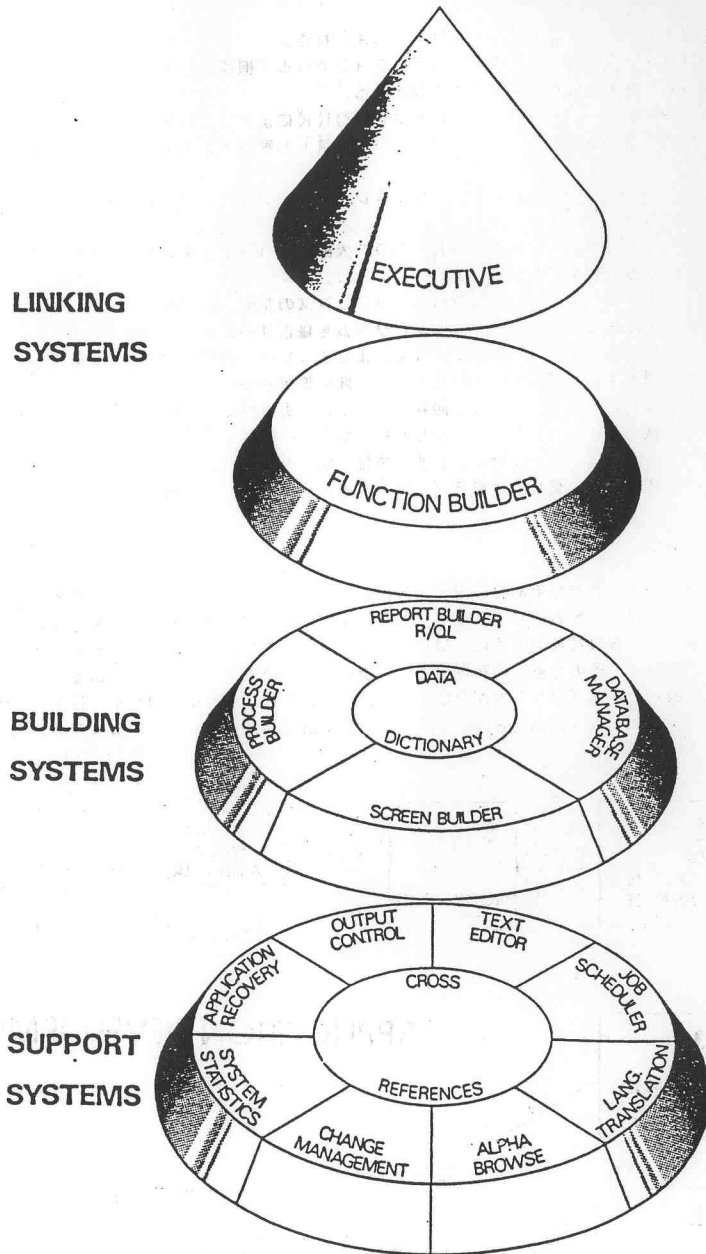 EXECUTIVE
LINKING
SYSTEMS
FUNCTION BUILDER
REPORT BUILDER
R/QL
DATA
DICTIONARY
PROCESS
BUILDER
DATABASE
MANAGER
SCREEN BUILDER
BUILDING
SYSTEMS
OUTPUT
CONTROL
TEXT
EDITOR
APPLICATION
RECOVERY
JOB
SCHEDULER
CROSS
REFERENCES
SYSTEM
STATISTICS
LANG.
TRANSLATION
CHANGE
MANAGEMENT
ALPHA
BROWSE
SUPPORT
SYSTEMS